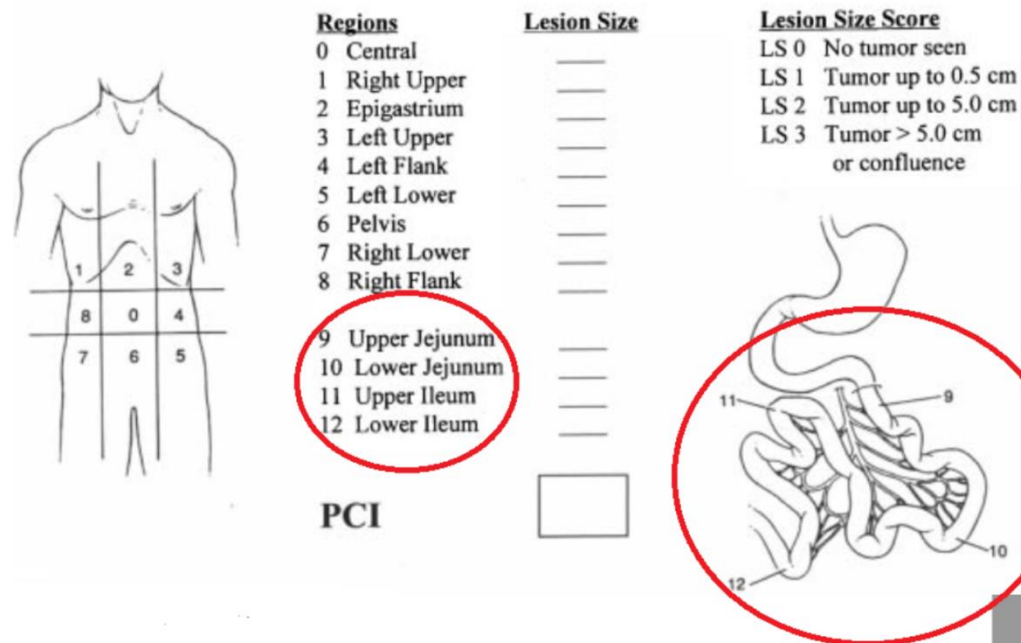 Regions
0 Central
1 Right Upper
2 Epigastrium
3 Left Upper
4 Left Flank
5 Left Lower
6 Pelvis
7 Right Lower
8 Right Flank
9 Upper Jejunum
10 Lower Jejunum
11 Upper Ileum
12 Lower Ileum
PCI
Lesion Size
Lesion Size Score
LS 0 No tumor seen
LS 1 Tumor up to 0.5 cm
LS 2 Tumor up to 5.0 cm
LS 3 Tumor > 5.0 cm
or confluence
1 2 3
8 0 4
7 6 5
11
9
10
12